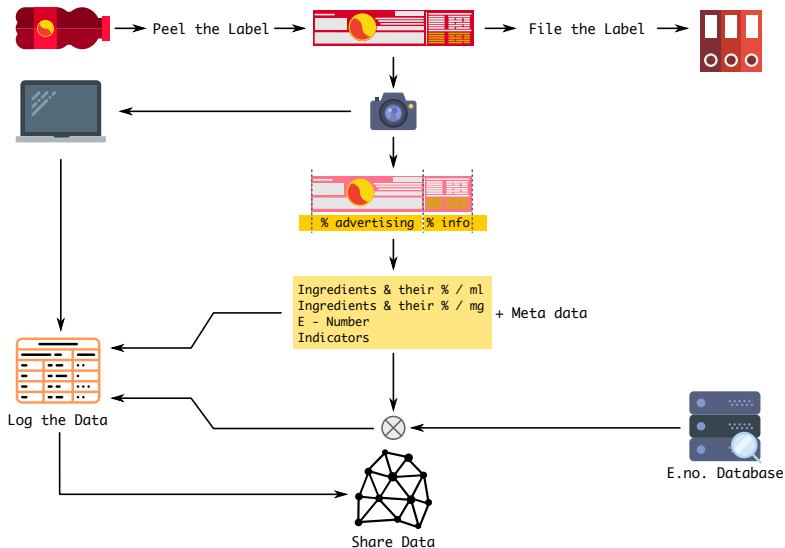 Peel the Label
File the Label
% advertising
% info
Ingredients & their % / ml
Ingredients & their % / mg
E - Number
Indicators
+ Meta data
Log the Data
E.no. Database
Share Data